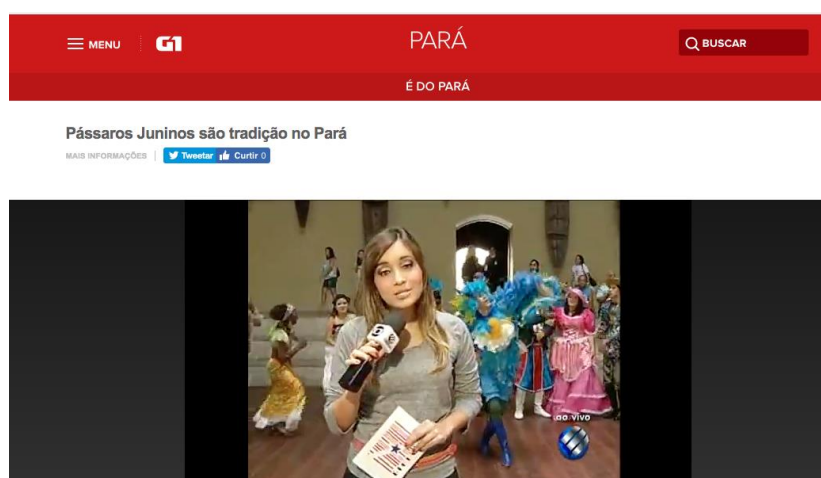 MENU G1 PARÁ BUSCAR
É DO PARÁ
Pássaros Juninos são tradição no Pará
MAIS INFORMAÇÕES Tweetar Curtir 0
ao vivo